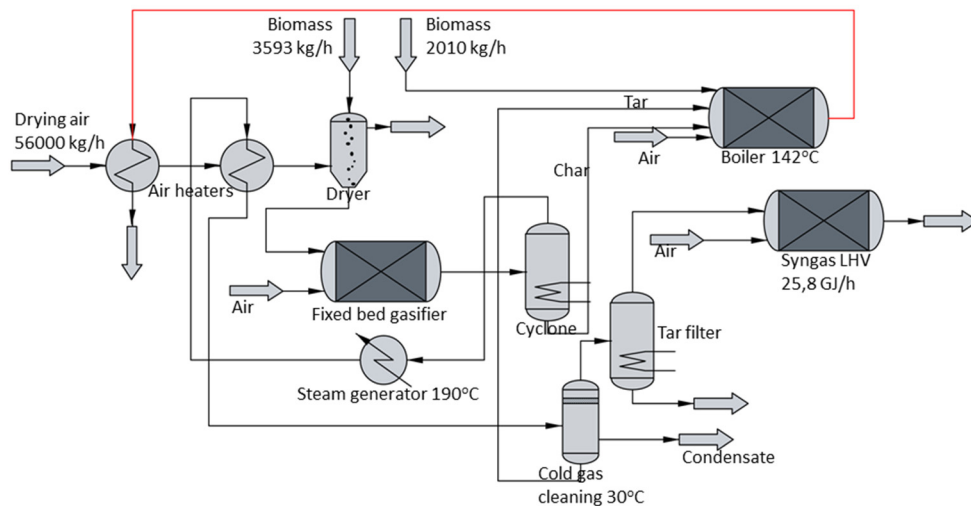 Biomass
3593 kg/h
Biomass
2010 kg/h
Drying air
56000 kg/h
Air heaters
Dryer
Tar
Air
Char
Boiler 142°C
Air
Syngas LHV
25,8 GJ/h
Air
Fixed bed gasifier
Cyclone
Tar filter
Steam generator 190°C
Condensate
Cold gas
cleaning 30°C